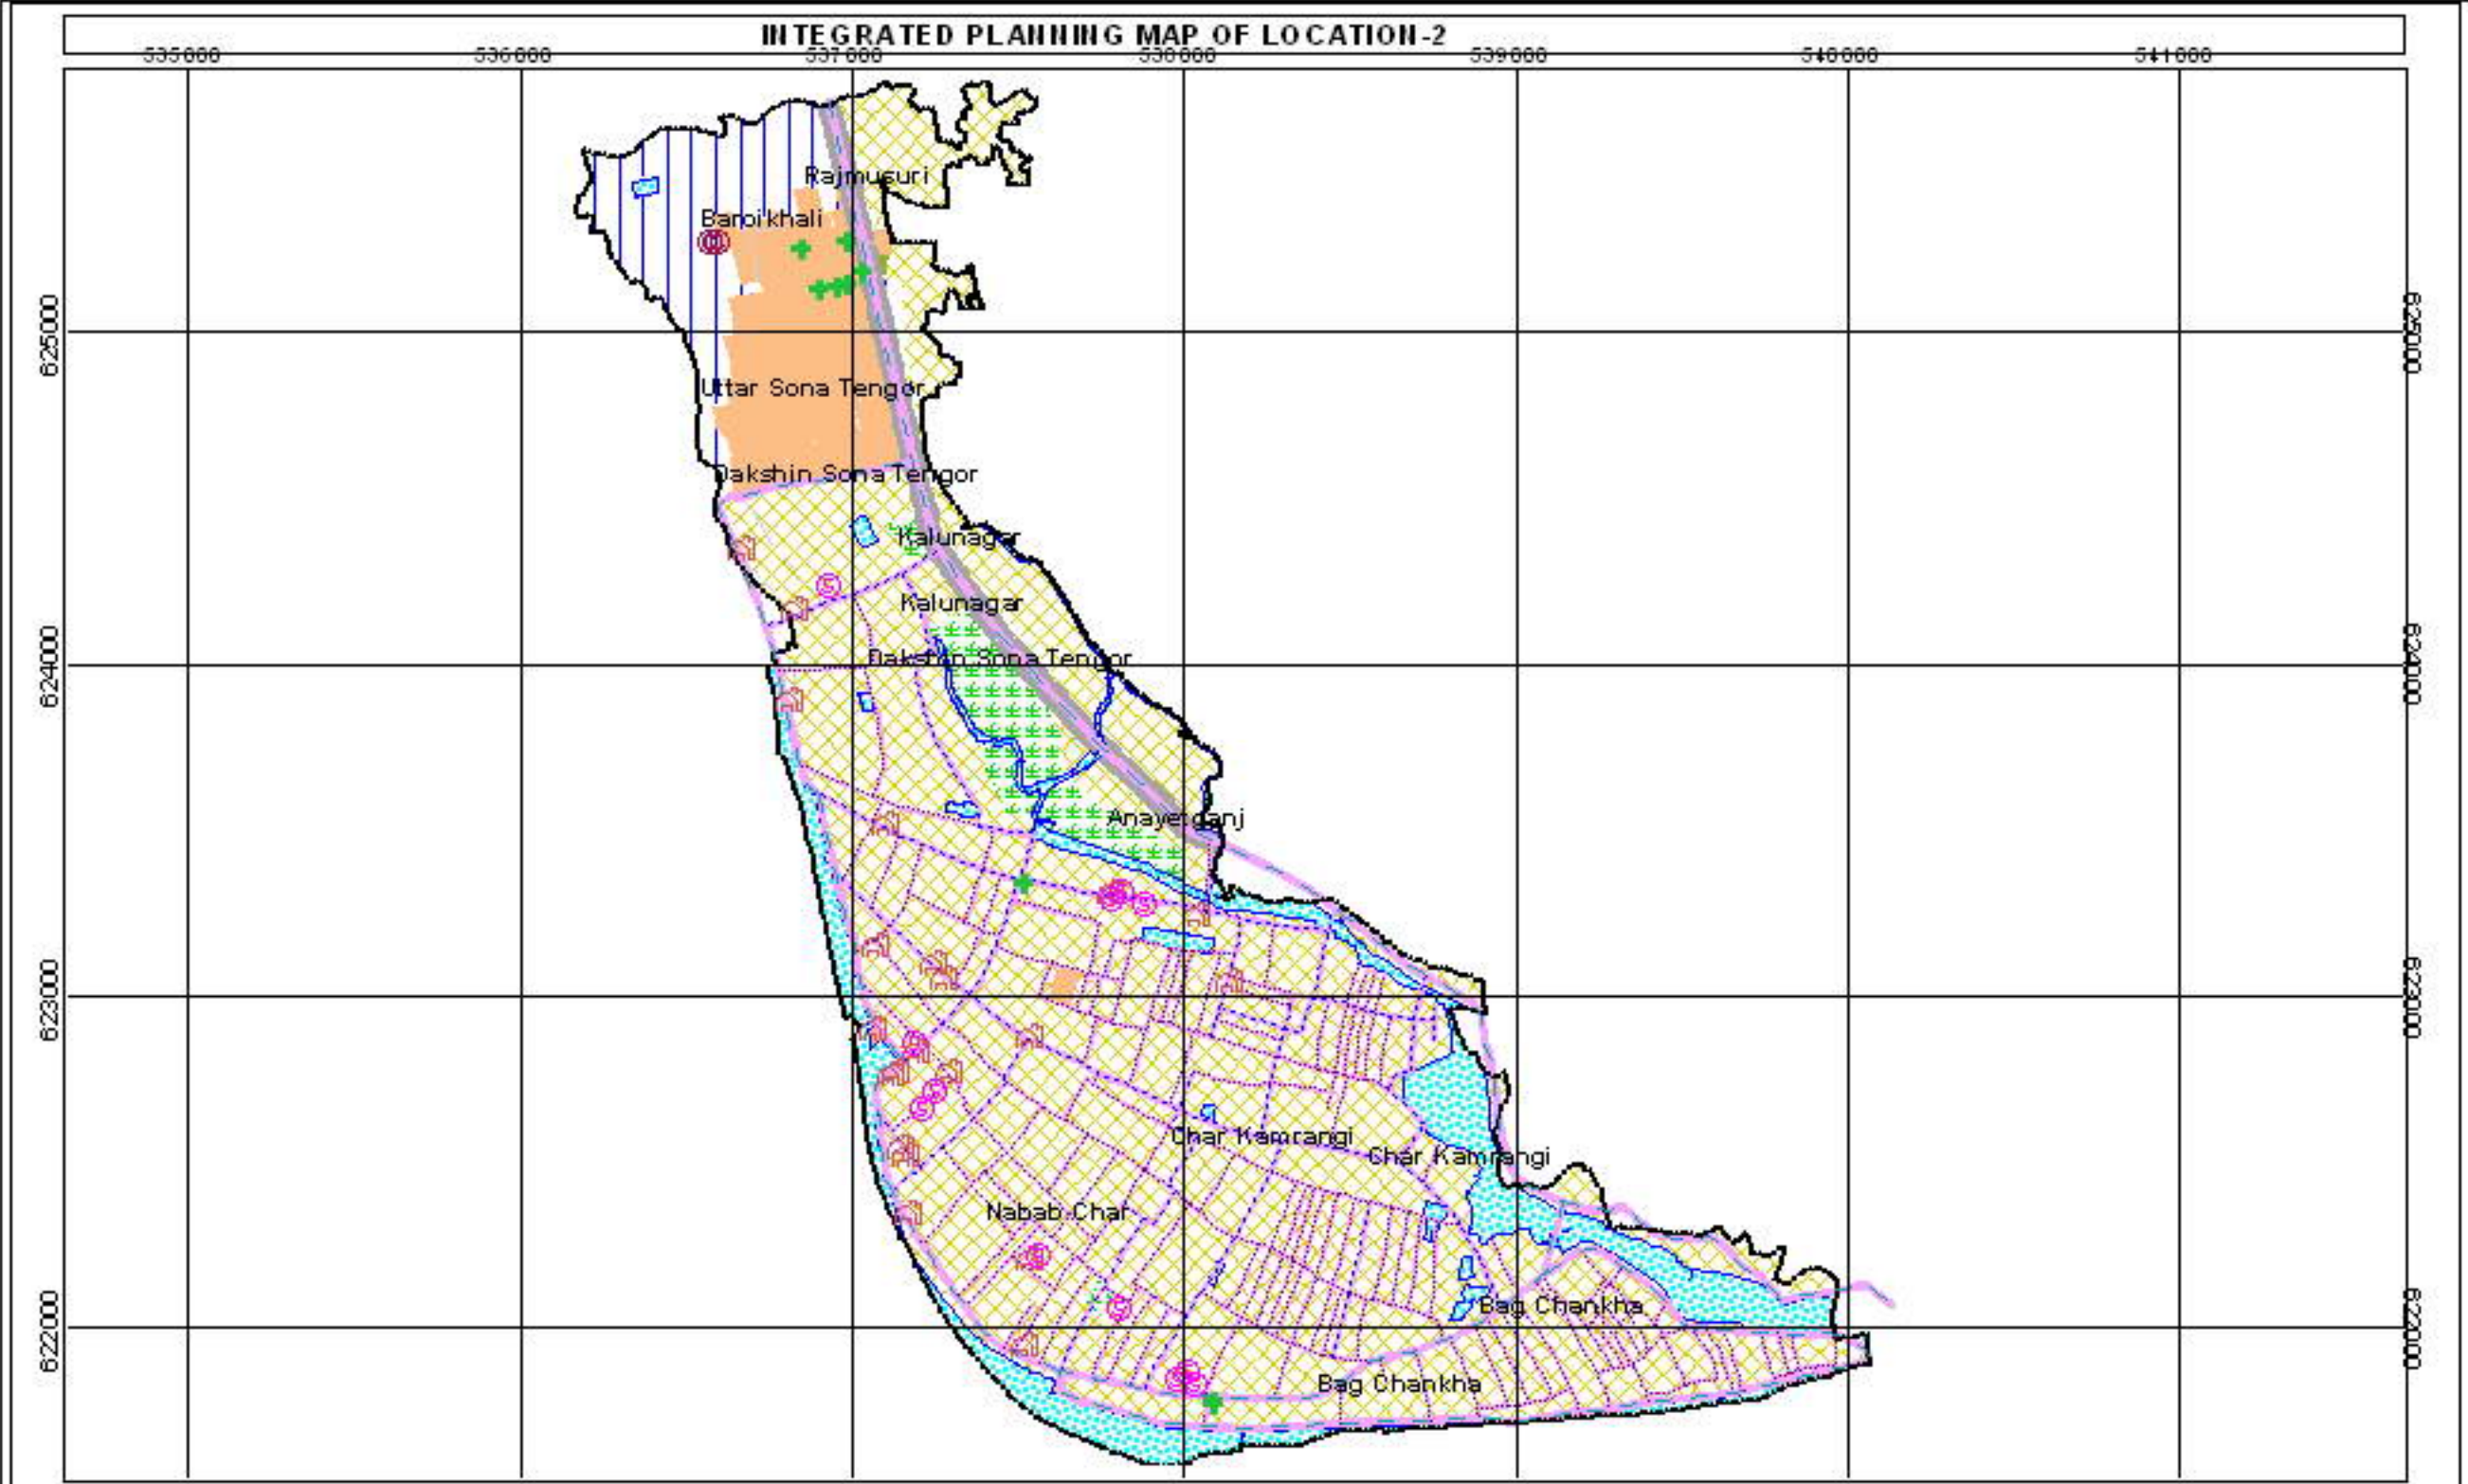 INTEGRATED PLANNING MAP OF LOCATION-2
535000 536000 537000 538000 539000 540000 541000
Rajmusuri
Baroikhali
625000 625000
Uttar Sona Tengor
Dakshin Sona Tengor
Kalunagar
Kalunagar
Dakshin Sona Tengor
624000 624000
Anayetganj
623000 623000
Char Kamrangi
Char Kamrangi
Nabab Char
Bag Chankha
622000 622000
Bag Chankha